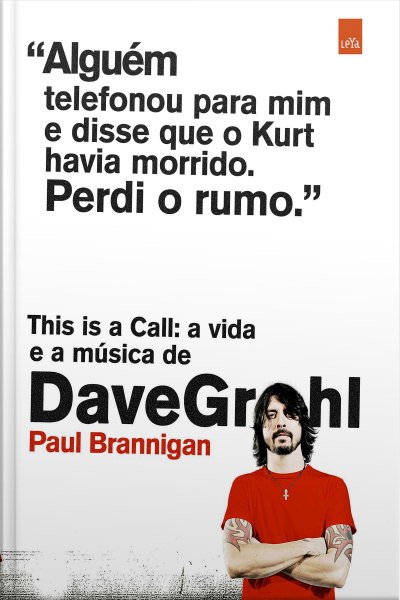 LeYa
“Alguém
telefonou para mim
e disse que o Kurt
havia morrido.
Perdi o rumo.”
This is a Call: a vida
e a música de
DaveGrohl
Paul Brannigan